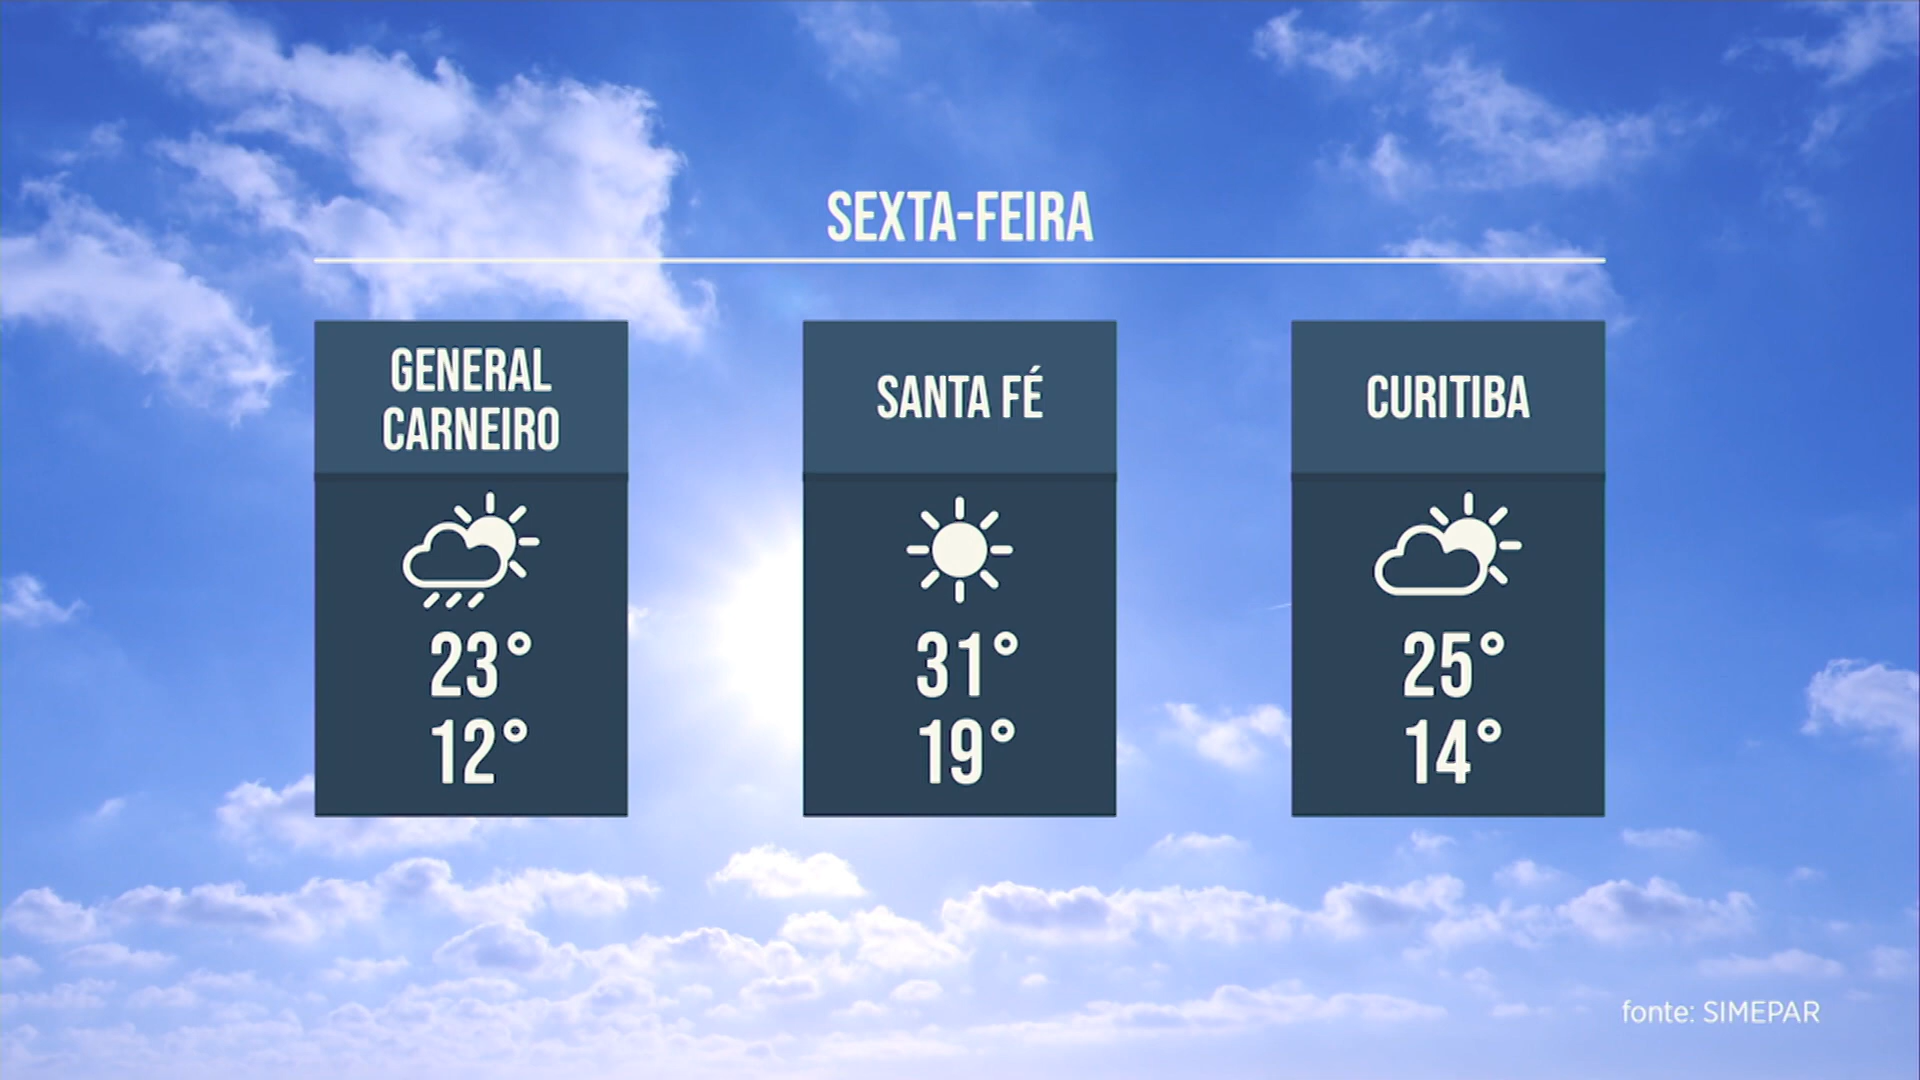 SEXTA-FEIRA
GENERAL
CARNEIRO
23°
12°
SANTA FÉ
31°
19°
CURITIBA
25°
14°
fonte: SIMEPAR